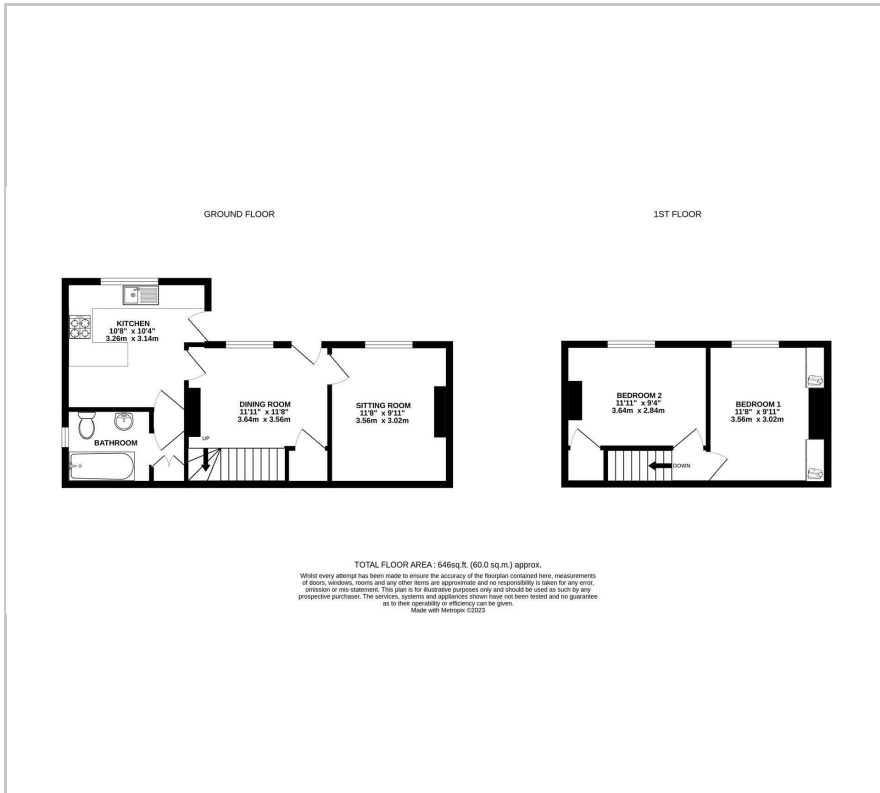 GROUND FLOOR
1ST FLOOR
KITCHEN
10'8" x 10'4"
3.26m x 3.14m
DINING ROOM
11'11" x 11'8"
3.64m x 3.56m
SITTING ROOM
11'8" x 9'11"
3.56m x 3.02m
BATHROOM
UP
BEDROOM 2
11'11" x 9'4"
3.64m x 2.84m
BEDROOM 1
11'8" x 9'11"
3.56m x 3.02m
DOWN
TOTAL FLOOR AREA : 646sq.ft. (60.0 sq.m.) approx.
Whilst every attempt has been made to ensure the accuracy of the floorplan contained here, measurements
of doors, windows, rooms and any other items are approximate and no responsibility is taken for any error,
omission or mis-statement. This plan is for illustrative purposes only and should be used as such by any
prospective purchaser. The services, systems and appliances shown have not been tested and no guarantee
as to their operability or efficiency can be given.
Made with Metropix ©2023